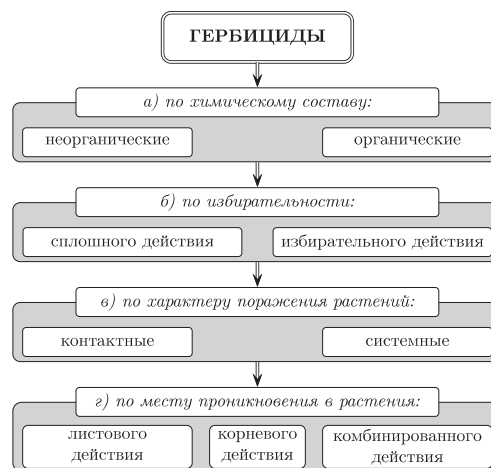 ГЕРБИЦИДЫ
а) по химическому составу:
неорганические органические
б) по избирательности:
сплошного действия избирательного действия
в) по характеру поражения растений:
контактные системные
г) по месту проникновения в растения:
листового действия
корневого действия
комбинированного действия